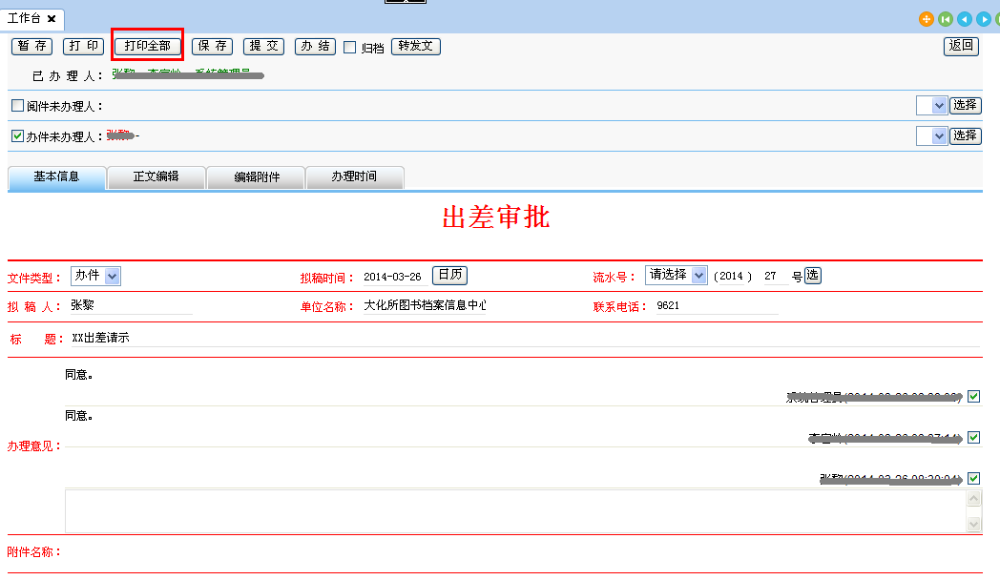 工作台
暂 存 打 印 打印全部 保 存 提 交 办 结 归档 转发文 返回
已 办 理 人：
阅件未办理人： 选择
办件未办理人： - 选择
基本信息 正文编辑 编辑附件 办理时间
出差审批
文件类型： 办件 拟稿时间： 2014-03-26 日历 流水号： 请选择 (2014 ) 27 号 选
拟 稿 人： 张黎 单位名称： 大化所图书档案信息中心 联系电话： 9621
标 题： XX出差请示
同意。
同意。
办理意见：
附件名称：